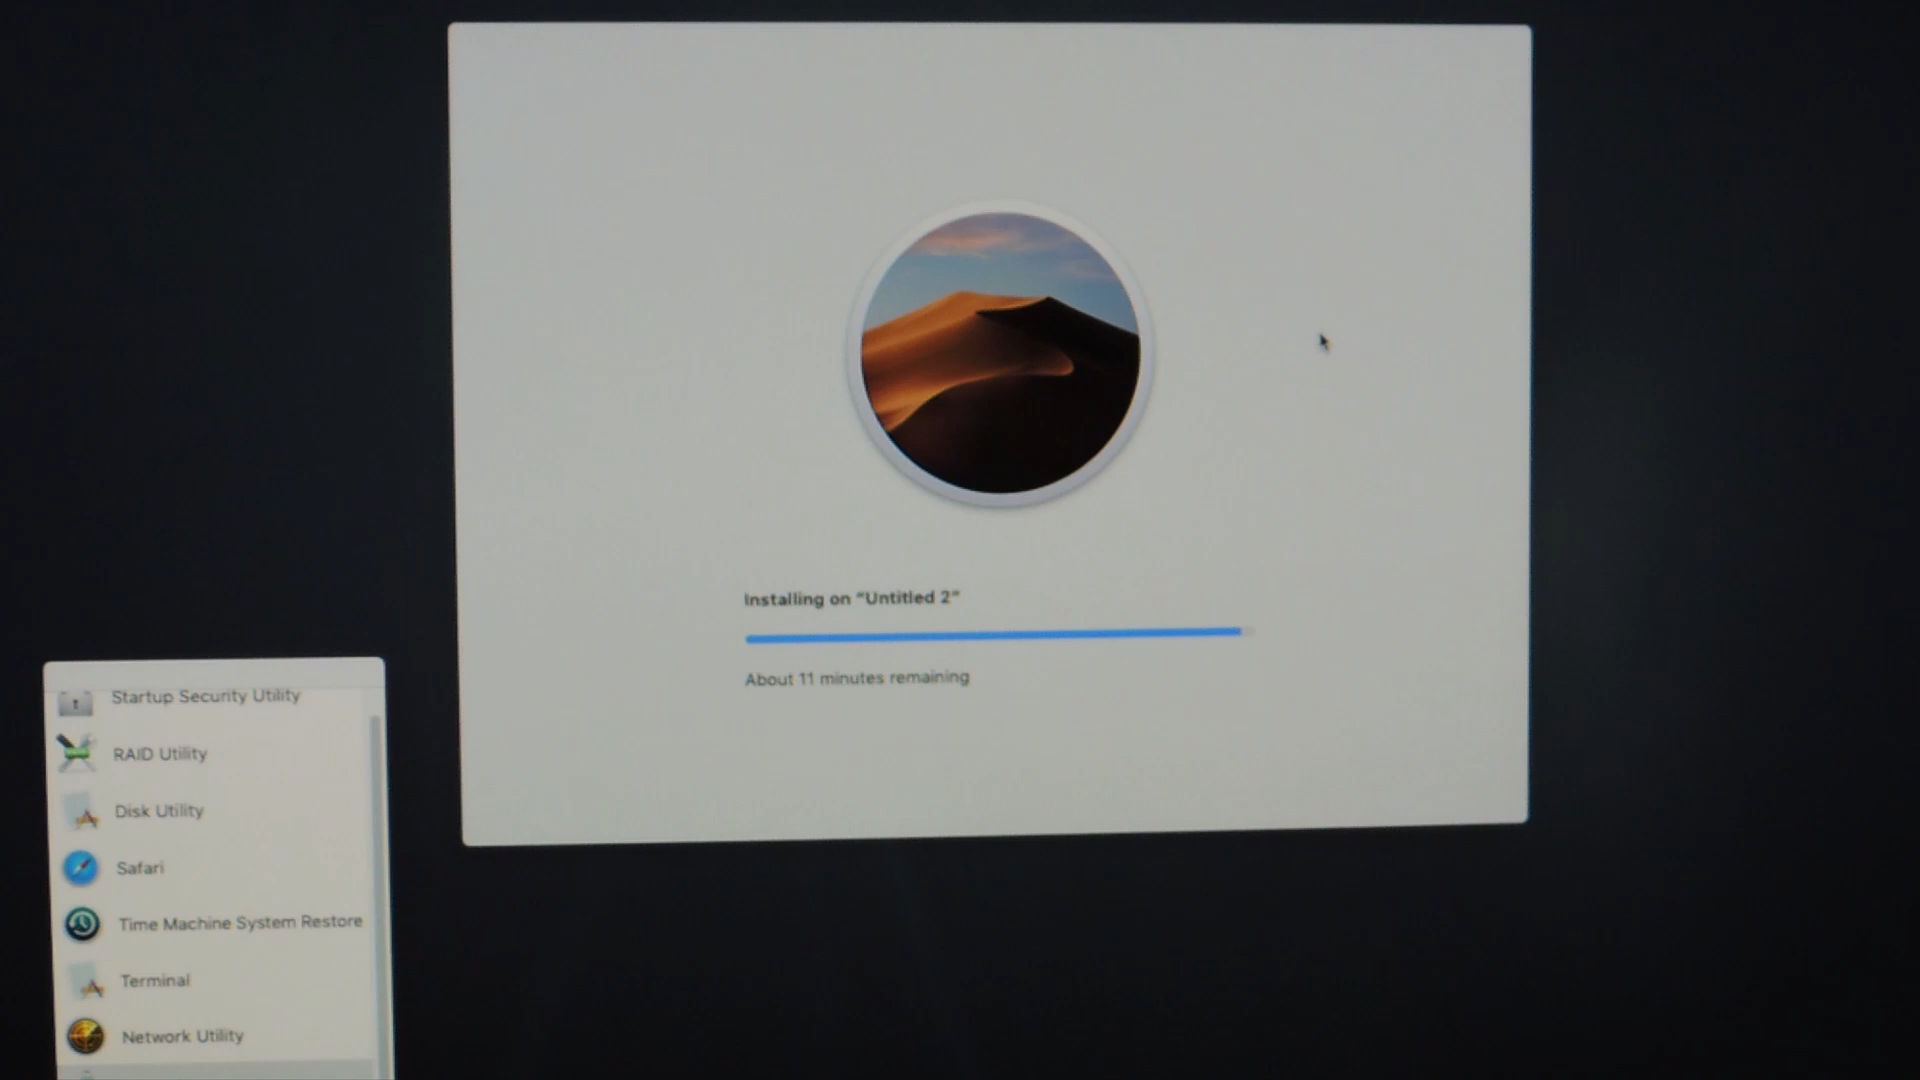 Installing on “Untitled 2”
About 11 minutes remaining
Startup Security Utility
RAID Utility
Disk Utility
Safari
Time Machine System Restore
Terminal
Network Utility